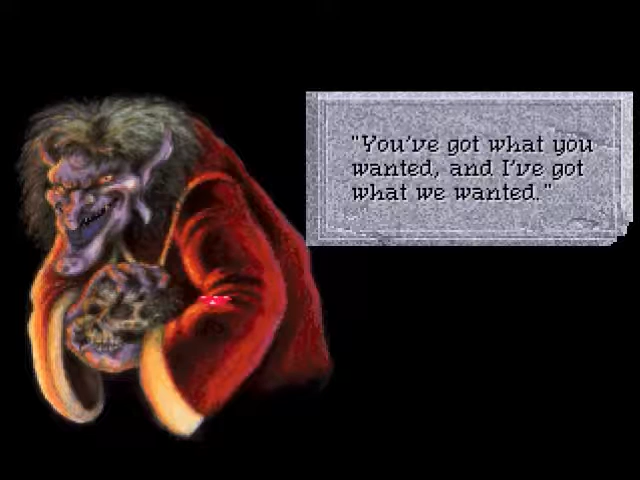 "You've got what you
wanted, and I've got
what we wanted."